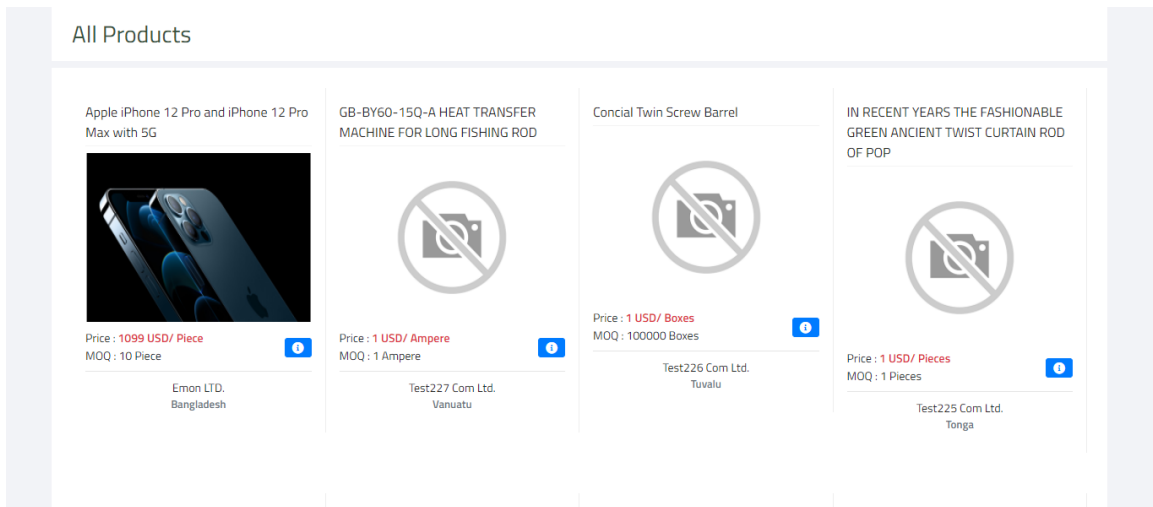 All Products
Apple iPhone 12 Pro and iPhone 12 Pro
Max with 5G
Price : 1099 USD/ Piece
MOQ : 10 Piece
Emon LTD.
Bangladesh
GB-BY60-15Q-A HEAT TRANSFER
MACHINE FOR LONG FISHING ROD
Price : 1 USD/ Ampere
MOQ : 1 Ampere
Test227 Com Ltd.
Vanuatu
Concial Twin Screw Barrel
Price : 1 USD/ Boxes
MOQ : 100000 Boxes
Test226 Com Ltd.
Tuvalu
IN RECENT YEARS THE FASHIONABLE
GREEN ANCIENT TWIST CURTAIN ROD
OF POP
Price : 1 USD/ Pieces
MOQ : 1 Pieces
Test225 Com Ltd.
Tonga